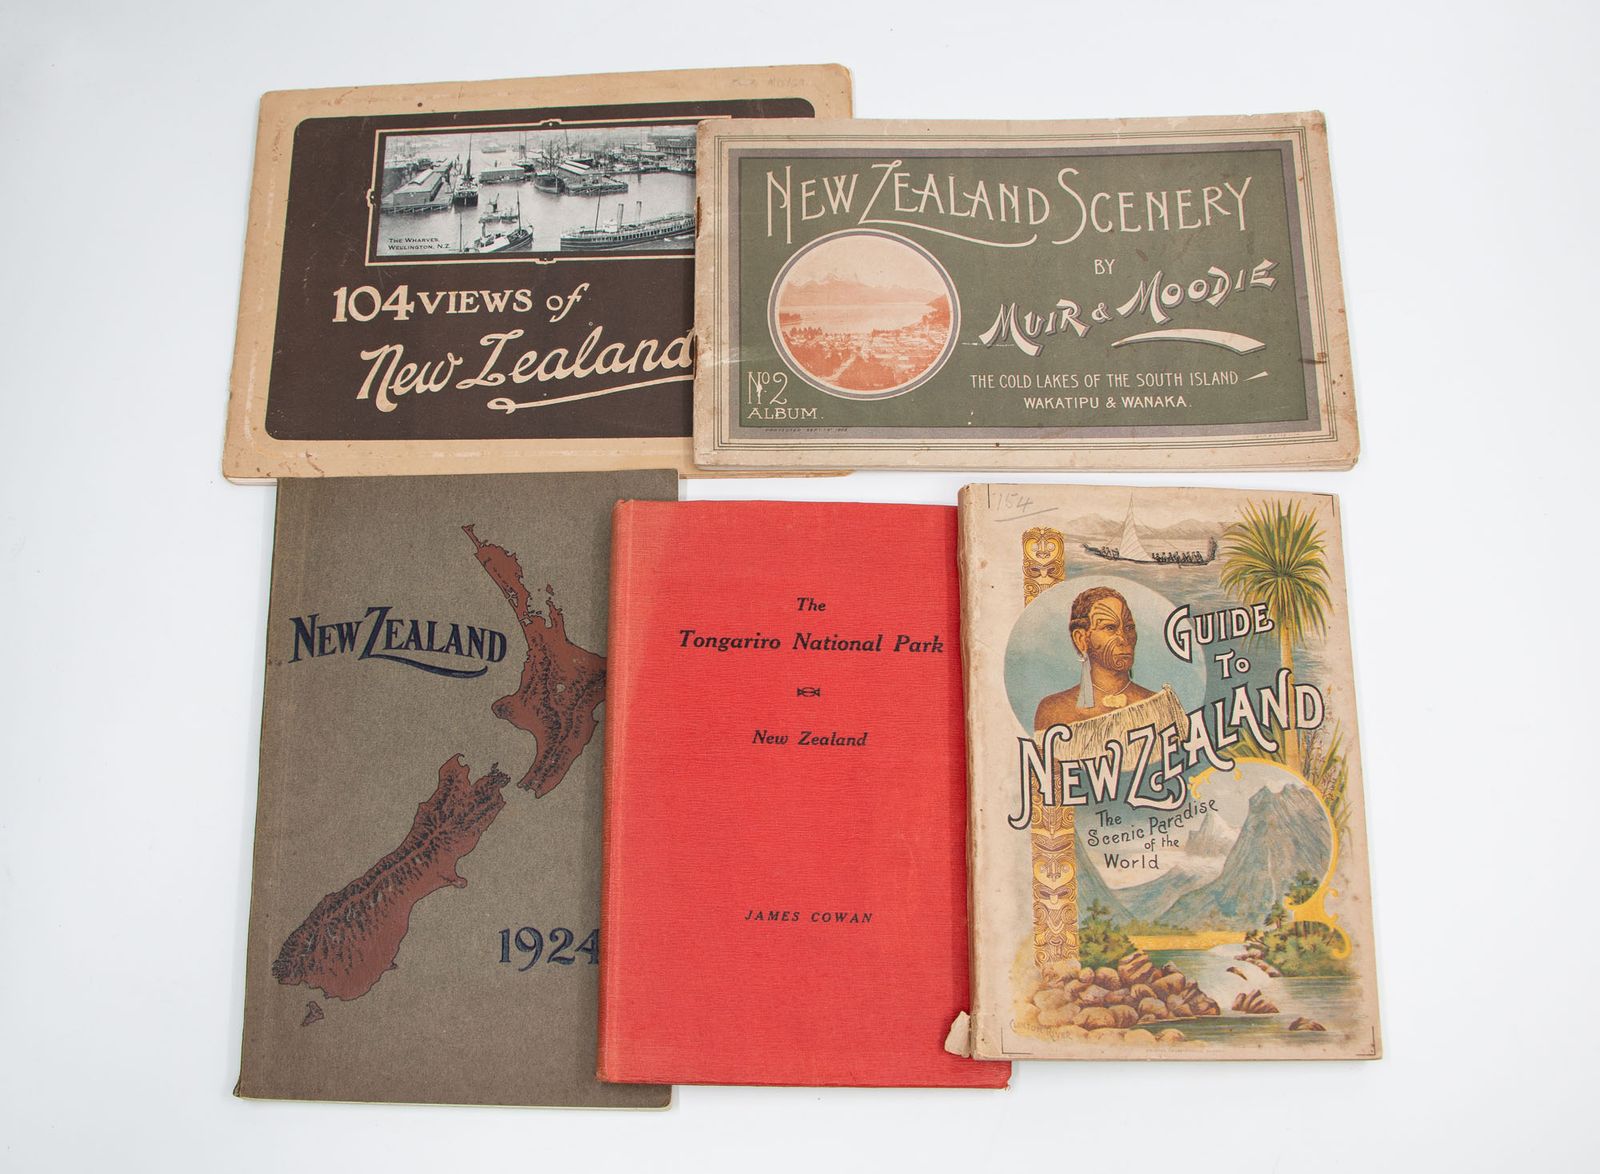 THE WHARVES,
WELLINGTON, N.Z.
104 VIEWS of
New Zealand
NEW ZEALAND SCENERY
BY
MUIR & MOODIE
THE COLD LAKES OF THE SOUTH ISLAND
WAKATIPU & WANAKA.
No 2
ALBUM.
NEW ZEALAND
1924
The
Tongariro National Park
New Zealand
JAMES COWAN
154
GUIDE
TO
NEW ZEALAND
The
Scenic Paradise
of the
World
CLINTON RIVER